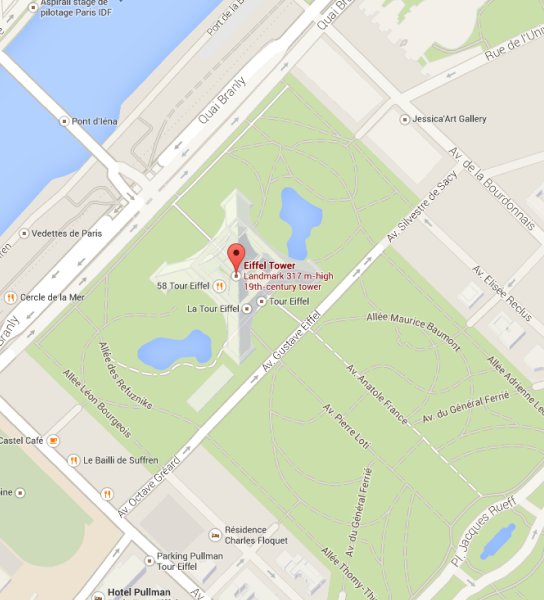 Aspirail stage de
pilotage Paris IDF
Port de la
Quai Branly
Quai Br
Rue de l'Uni
Pont d'Iéna
Jessica'Art Gallery
Av. de la Bourdonnais
Av. Silvestre de Sacy
Vedettes de Paris
Eiffel Tower
Landmark 317 m-high
19th-century tower
58 Tour Eiffel
Tour Eiffel
La Tour Eiffel
Cercle de la Mer
Branly
Av. Elisée Reclus
Allée Maurice Baumont
Av. Gustave Eiffel
Allée des Refuzniks
Allee Léon Bourgeois
Allée Adrienne Le
Av. Anatole France
Av. du Général Ferrié
Av. Pierre Loti
Castel Cafe
Le Bailli de Suffren
Av. Octave Gréard
Av. du Général Ferrié
Pl. Jacques Rueff
Résidence
Charles Floquet
Parking Pullman
Tour Eiffel
Allée Thomy-Th
Hotel Pullman
Av